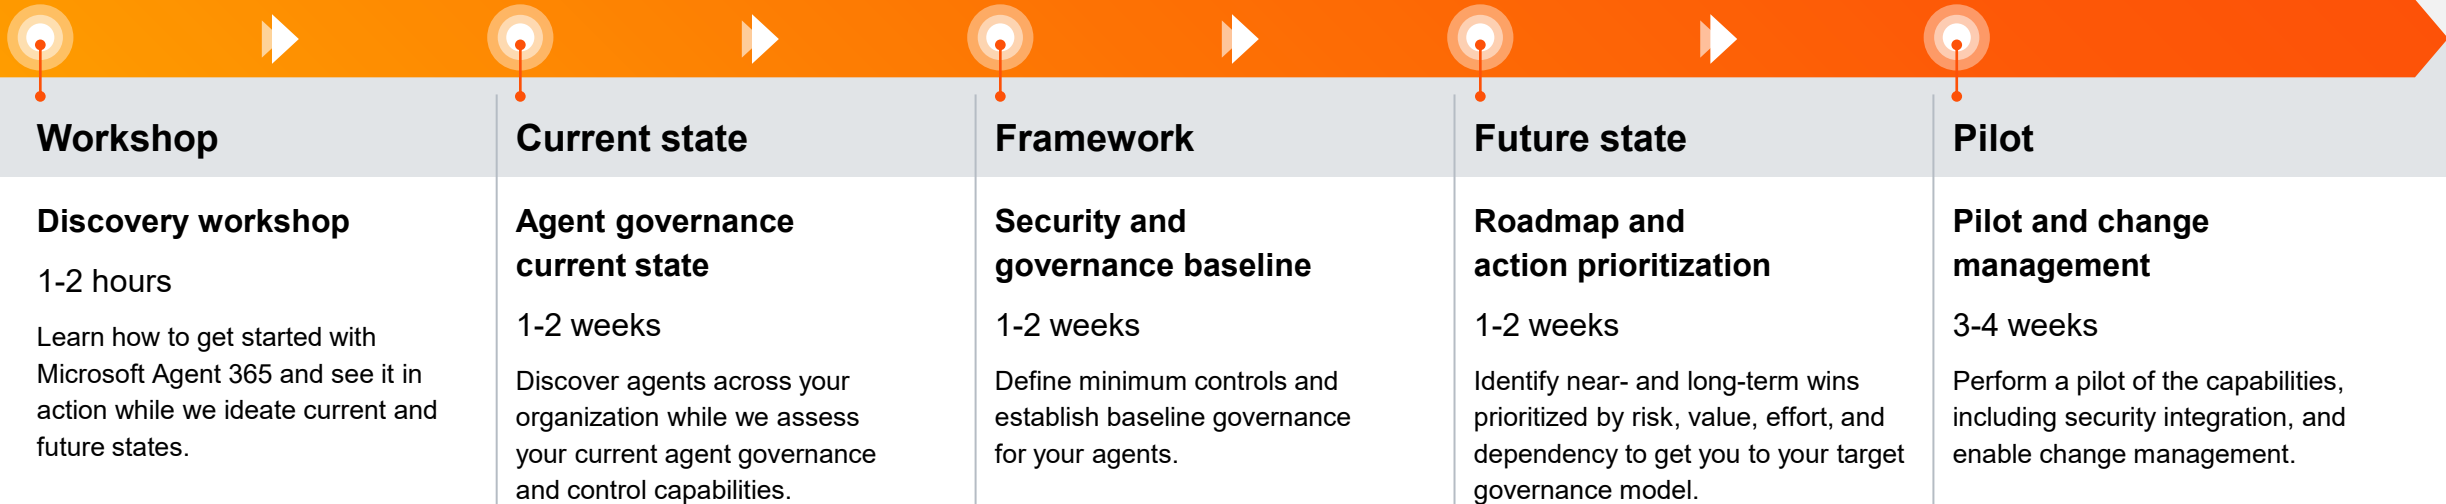 Workshop
Discovery workshop
1-2 hours
Learn how to get started with
Microsoft Agent 365 and see it in
action while we ideate current and
future states.
Current state
Agent governance
current state
1-2 weeks
Discover agents across your
organization while we assess
your current agent governance
and control capabilities.
Framework
Security and
governance baseline
1-2 weeks
Define minimum controls and
establish baseline governance
for your agents.
Future state
Roadmap and
action prioritization
1-2 weeks
Identify near- and long-term wins
prioritized by risk, value, effort, and
dependency to get you to your target
governance model.
Pilot
Pilot and change
management
3-4 weeks
Perform a pilot of the capabilities,
including security integration, and
enable change management.